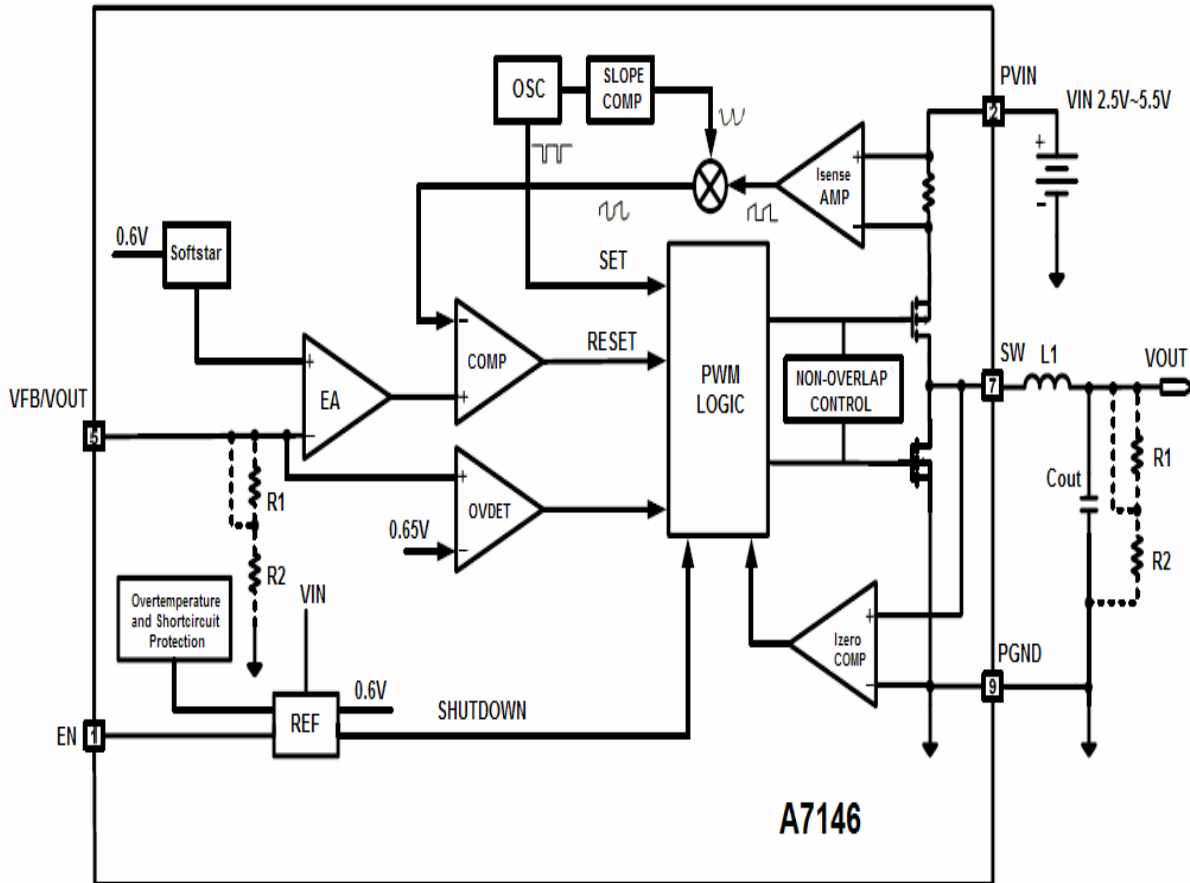 PVIN
OSC
SLOPE
COMP
2
VIN 2.5V~5.5V
+
-
+
Isense
AMP
−
0.6V
Softstar
SET
−
COMP
+
RESET
PWM
LOGIC
NON-OVERLAP
CONTROL
SW
L1
7
VOUT
+
EA
−
VFB/VOUT
5
R1
R2
+
OVDET
−
0.65V
Cout
R1
R2
Overtemperature
and Shortcircuit
Protection
VIN
0.6V
REF
SHUTDOWN
EN
1
+
Izero
COMP
−
PGND
9
A7146